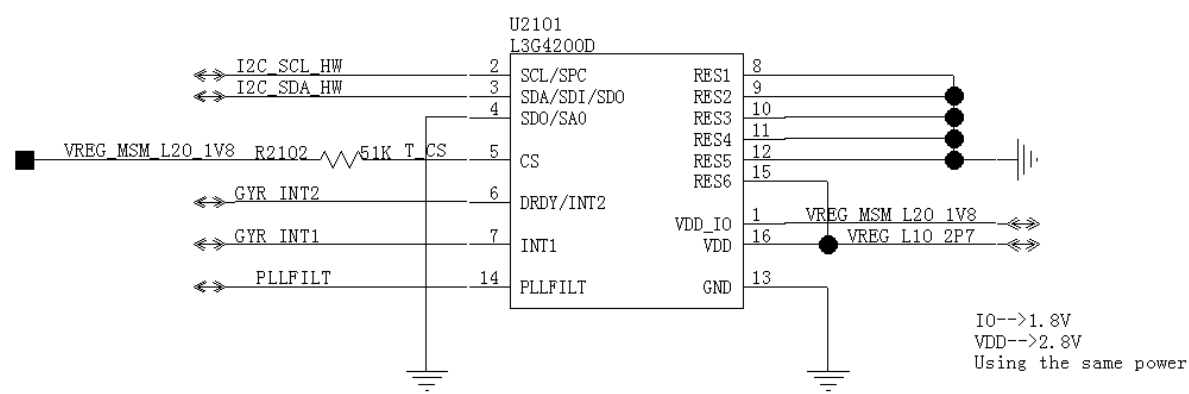 U2101
L3G4200D
I2C_SCL_HW 2 SCL/SPC RES1 8
I2C_SDA_HW 3 SDA/SDI/SDO RES2 9
4 SDO/SA0 RES3 10
RES4 11
VREG_MSM_L20_1V8 R2102 51K T_CS 5 CS RES5 12
RES6 15
GYR_INT2 6 DRDY/INT2
VDD_IO 1 VREG_MSM_L20_1V8
GYR_INT1 7 INT1 VDD 16 VREG_L10_2P7
PLLFILT 14 PLLFILT GND 13
IO-->1.8V
VDD-->2.8V
Using the same power